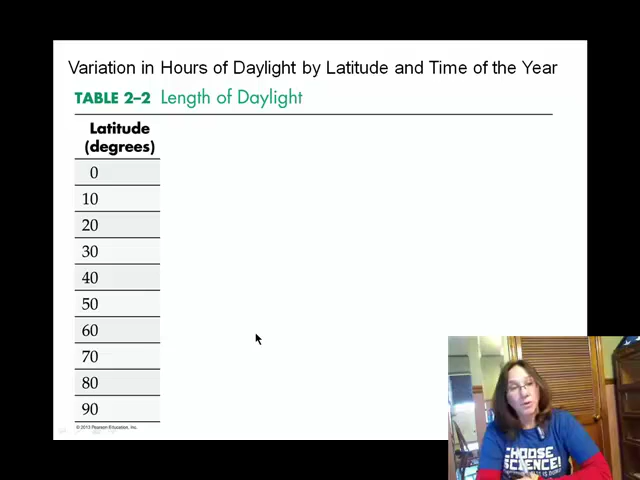 Variation in Hours of Daylight by Latitude and Time of the Year
TABLE 2–2 Length of Daylight
Latitude
(degrees)
0
10
20
30
40
50
60
70
80
90
© 2013 Pearson Education, Inc.
CHOOSE
SCIENCE!